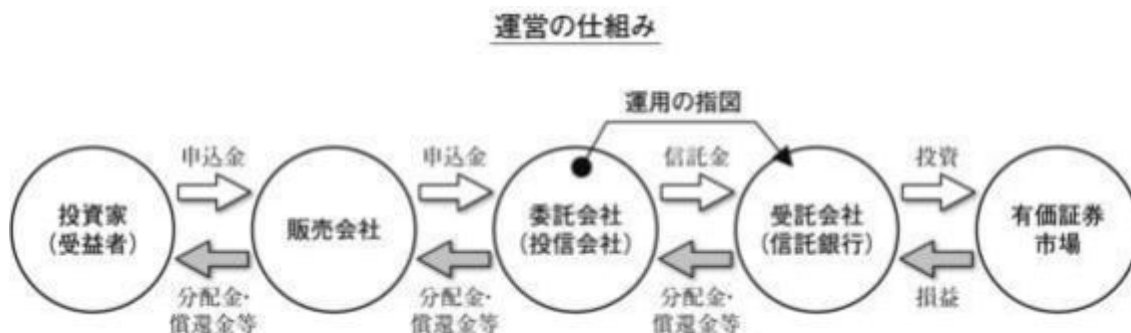 運営の仕組み
運用の指図
申込金
申込金
信託金
投資
投資家
(受益者)
販売会社
委託会社
(投信会社)
受託会社
(信託銀行)
有価証券
市場
分配金・
償還金等
分配金・
償還金等
分配金・
償還金等
損益